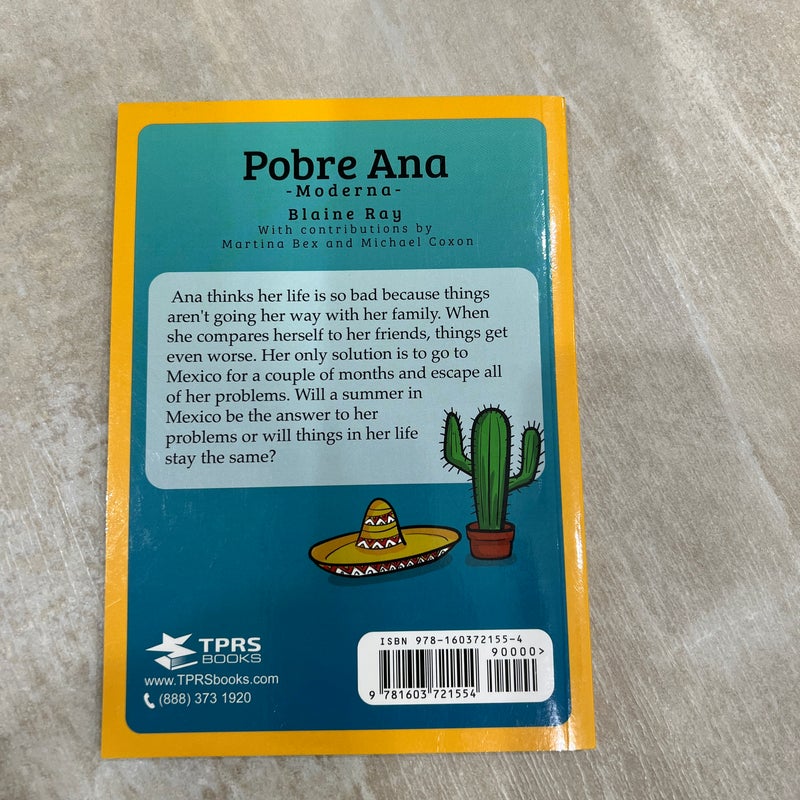 Pobre Ana
-Moderna-
Blaine Ray
With contributions by
Martina Bex and Michael Coxon
Ana thinks her life is so bad because things
aren't going her way with her family. When
she compares herself to her friends, things get
even worse. Her only solution is to go to
Mexico for a couple of months and escape all
of her problems. Will a summer in
Mexico be the answer to her
problems or will things in her life
stay the same?
TPRS
BOOKS
www.TPRSbooks.com
(888) 373 1920
ISBN 978-160372155-4
90000>
9 781603 721554